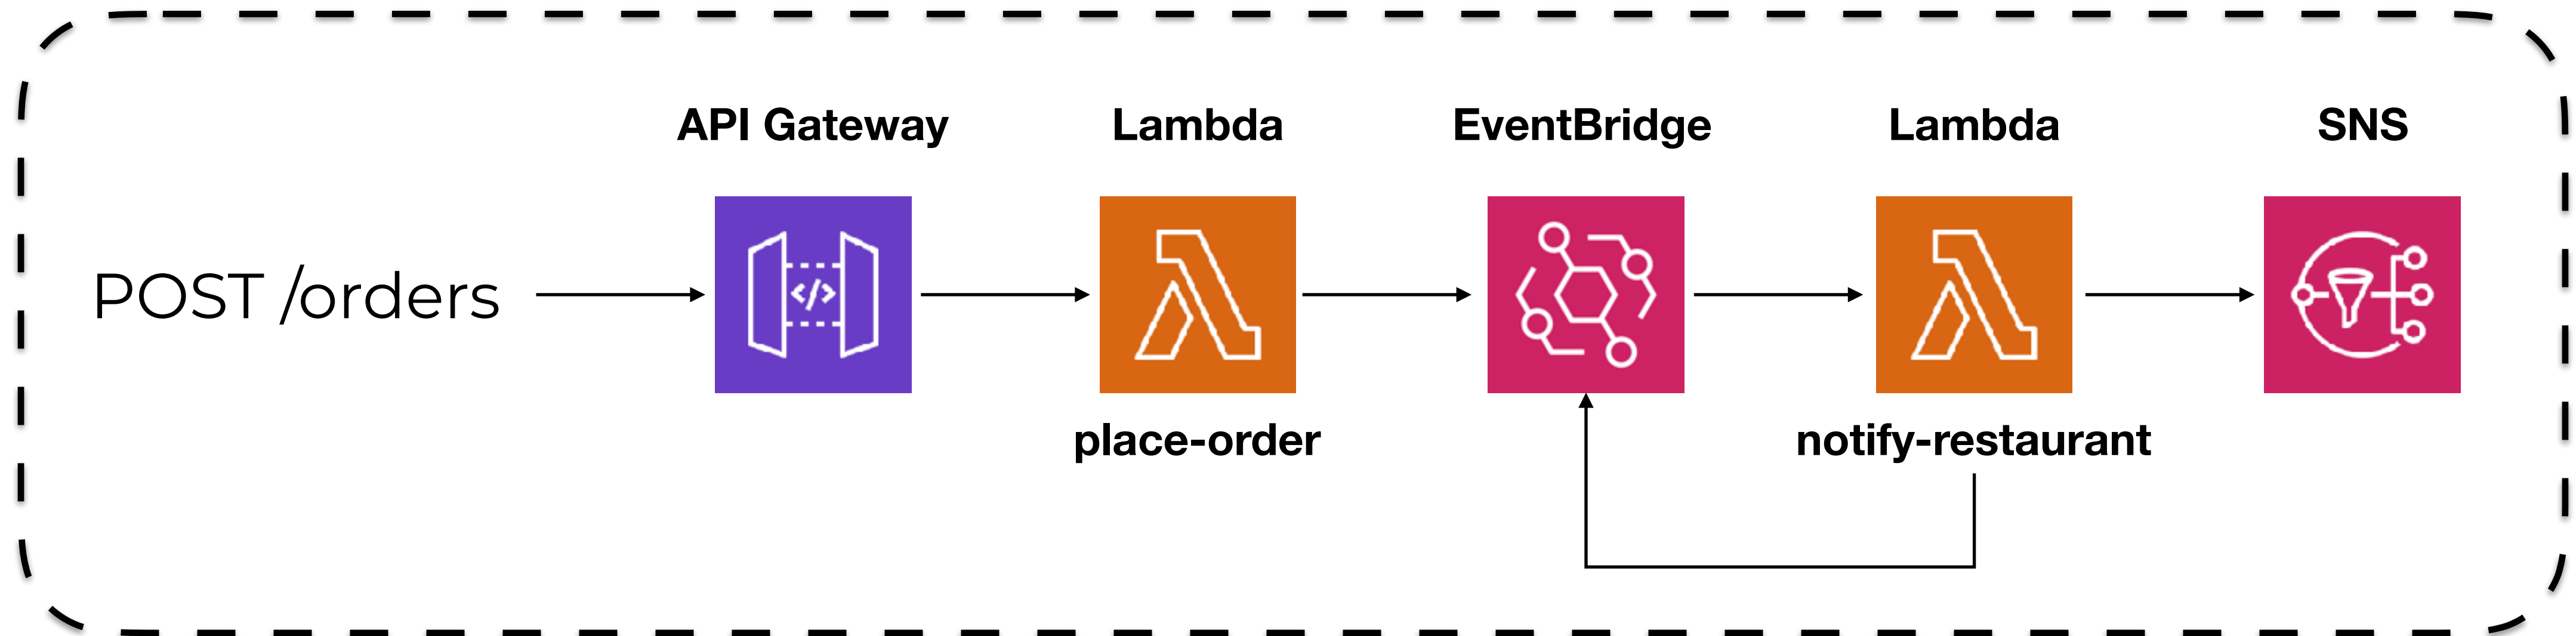 API Gateway
Lambda
EventBridge
Lambda
SNS
POST /orders
</>
place-order
notify-restaurant